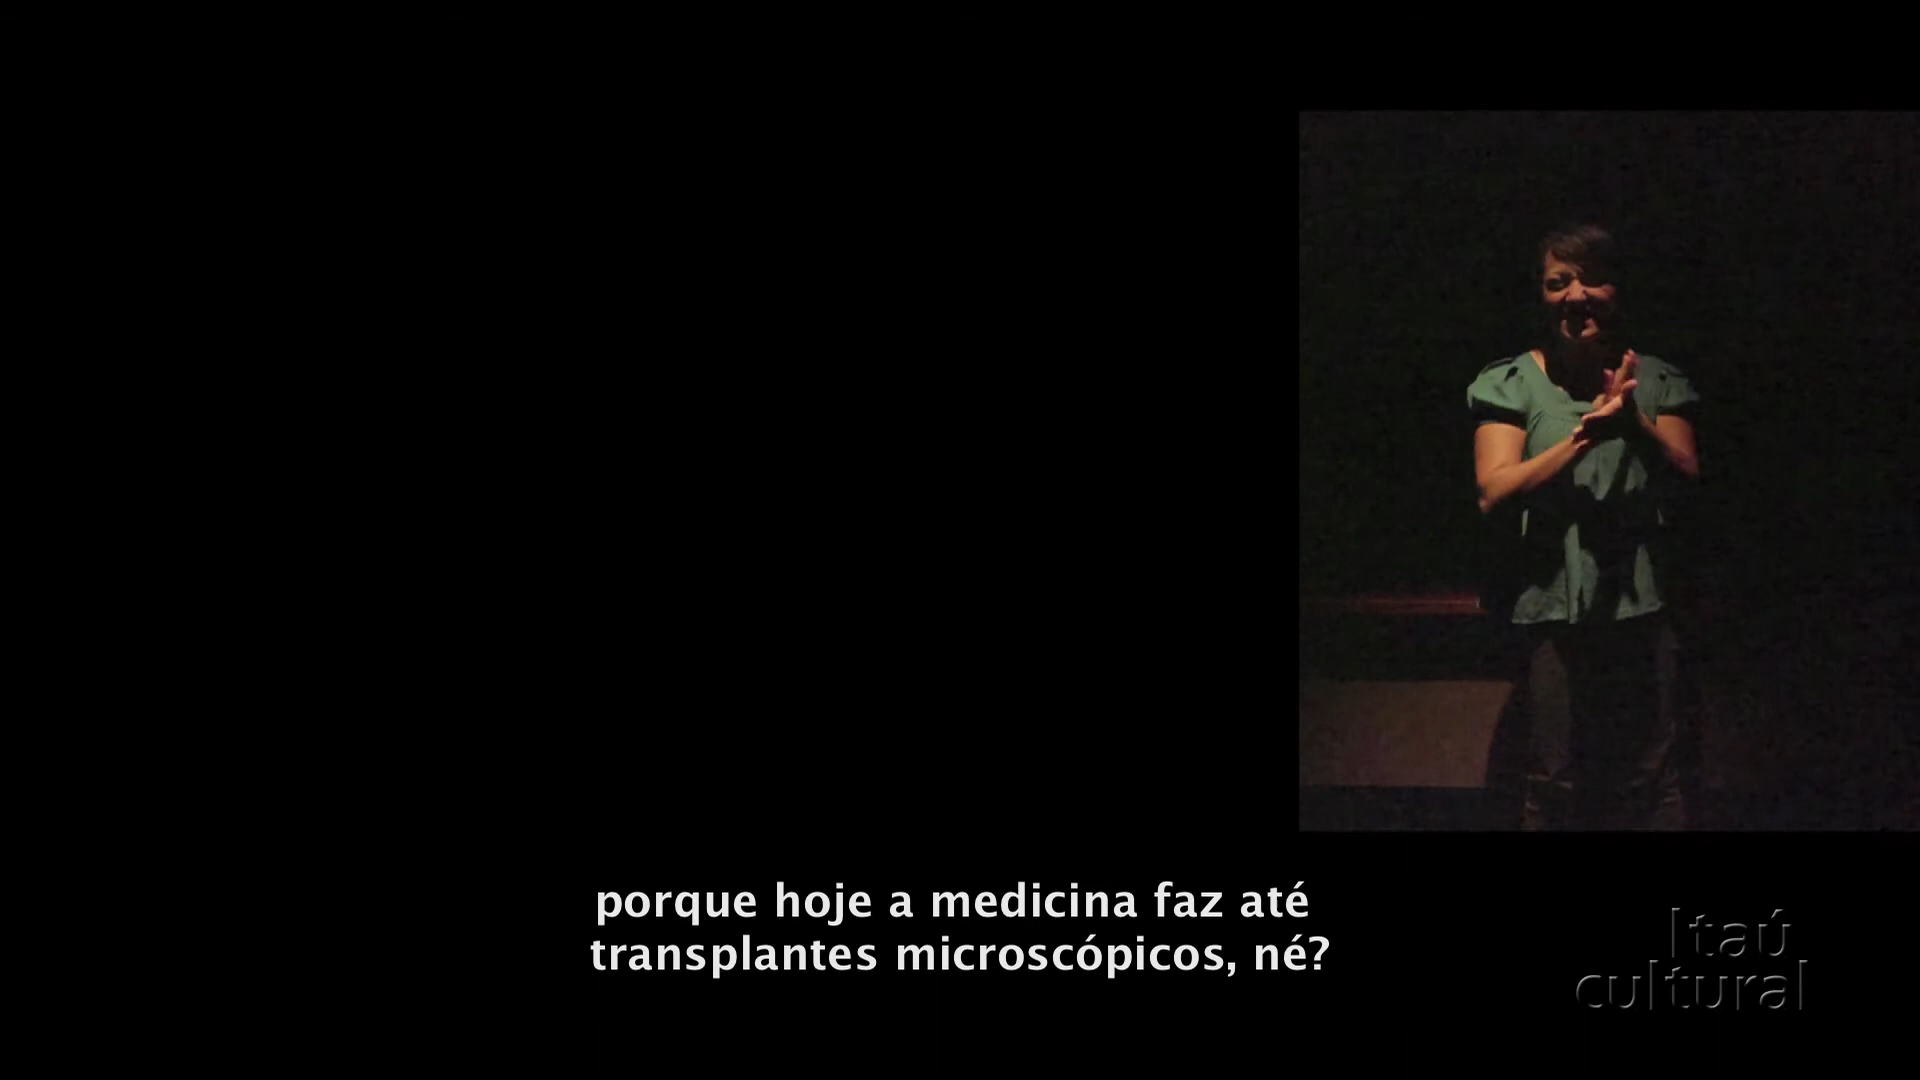 porque hoje a medicina faz até
transplantes microscópicos, né?
Itaú
cultural